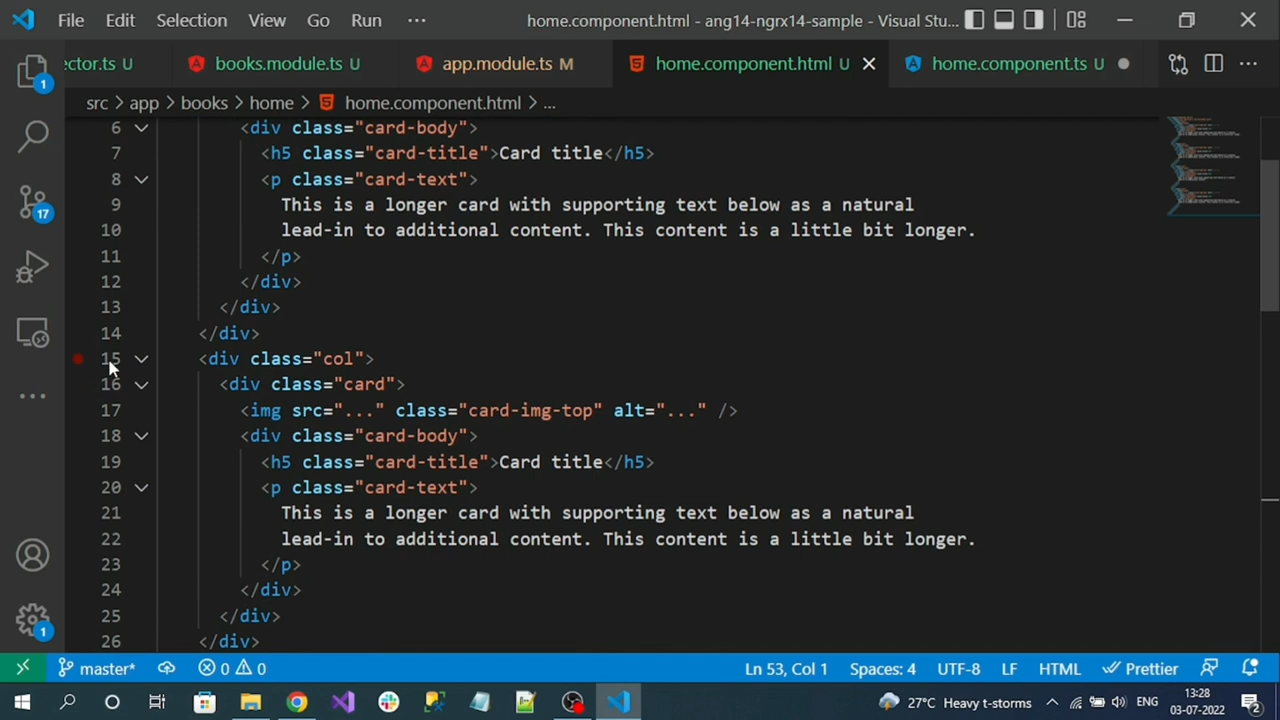 File Edit Selection View Go Run ··· home.component.html - ang14-ngrx14-sample - Visual Stu...
ector.ts U books.module.ts U app.module.ts M home.component.html U home.component.ts U
src > app > books > home > home.component.html > ...
6 <div class="card-body">
7 <h5 class="card-title">Card title</h5>
8 <p class="card-text">
9 This is a longer card with supporting text below as a natural
10 lead-in to additional content. This content is a little bit longer.
11 </p>
12 </div>
13 </div>
14 </div>
15 <div class="col">
16 <div class="card">
17 <img src="..." class="card-img-top" alt="..." />
18 <div class="card-body">
19 <h5 class="card-title">Card title</h5>
20 <p class="card-text">
21 This is a longer card with supporting text below as a natural
22 lead-in to additional content. This content is a little bit longer.
23 </p>
24 </div>
25 </div>
26 </div>
1
17
1
master* 0 0 Ln 53, Col 1 Spaces: 4 UTF-8 LF HTML Prettier
27°C Heavy t-storms ENG 13:28
03-07-2022 2